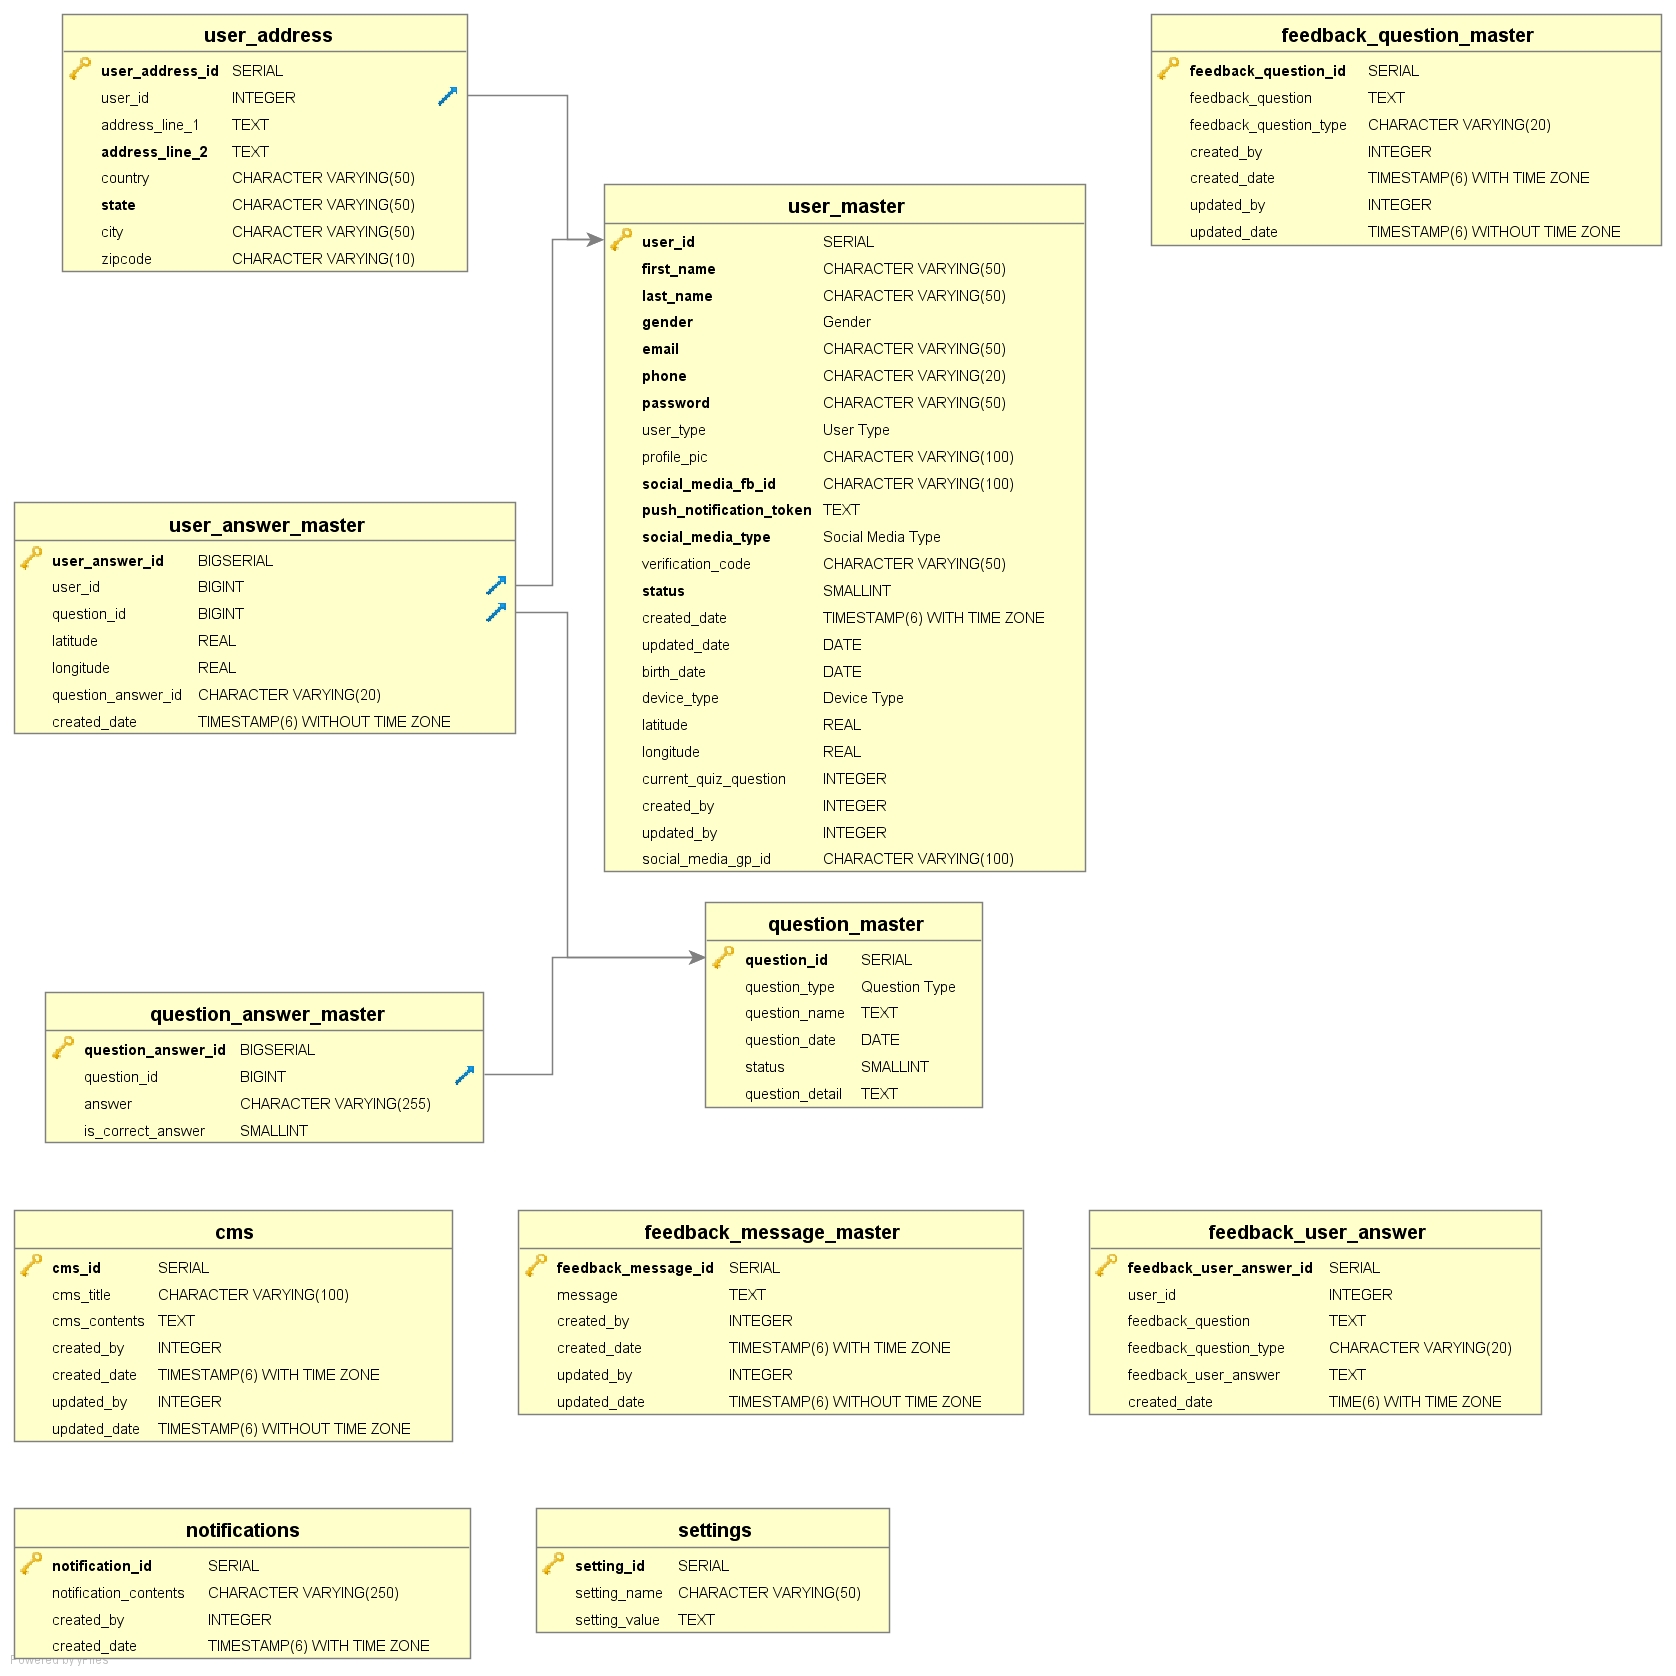 user_address
user_address_id SERIAL
user_id INTEGER
address_line_1 TEXT
address_line_2 TEXT
country CHARACTER VARYING(50)
state CHARACTER VARYING(50)
city CHARACTER VARYING(50)
zipcode CHARACTER VARYING(10)
feedback_question_master
feedback_question_id SERIAL
feedback_question TEXT
feedback_question_type CHARACTER VARYING(20)
created_by INTEGER
created_date TIMESTAMP(6) WITH TIME ZONE
updated_by INTEGER
updated_date TIMESTAMP(6) WITHOUT TIME ZONE
user_master
user_id SERIAL
first_name CHARACTER VARYING(50)
last_name CHARACTER VARYING(50)
gender Gender
email CHARACTER VARYING(50)
phone CHARACTER VARYING(20)
password CHARACTER VARYING(50)
user_type User Type
profile_pic CHARACTER VARYING(100)
social_media_fb_id CHARACTER VARYING(100)
push_notification_token TEXT
social_media_type Social Media Type
verification_code CHARACTER VARYING(50)
status SMALLINT
created_date TIMESTAMP(6) WITH TIME ZONE
updated_date DATE
birth_date DATE
device_type Device Type
latitude REAL
longitude REAL
current_quiz_question INTEGER
created_by INTEGER
updated_by INTEGER
social_media_gp_id CHARACTER VARYING(100)
user_answer_master
user_answer_id BIGSERIAL
user_id BIGINT
question_id BIGINT
latitude REAL
longitude REAL
question_answer_id CHARACTER VARYING(20)
created_date TIMESTAMP(6) WITHOUT TIME ZONE
question_master
question_id SERIAL
question_type Question Type
question_name TEXT
question_date DATE
status SMALLINT
question_detail TEXT
question_answer_master
question_answer_id BIGSERIAL
question_id BIGINT
answer CHARACTER VARYING(255)
is_correct_answer SMALLINT
cms
cms_id SERIAL
cms_title CHARACTER VARYING(100)
cms_contents TEXT
created_by INTEGER
created_date TIMESTAMP(6) WITH TIME ZONE
updated_by INTEGER
updated_date TIMESTAMP(6) WITHOUT TIME ZONE
feedback_message_master
feedback_message_id SERIAL
message TEXT
created_by INTEGER
created_date TIMESTAMP(6) WITH TIME ZONE
updated_by INTEGER
updated_date TIMESTAMP(6) WITHOUT TIME ZONE
feedback_user_answer
feedback_user_answer_id SERIAL
user_id INTEGER
feedback_question TEXT
feedback_question_type CHARACTER VARYING(20)
feedback_user_answer TEXT
created_date TIME(6) WITH TIME ZONE
notifications
notification_id SERIAL
notification_contents CHARACTER VARYING(250)
created_by INTEGER
created_date TIMESTAMP(6) WITH TIME ZONE
settings
setting_id SERIAL
setting_name CHARACTER VARYING(50)
setting_value TEXT
Powered by yFiles